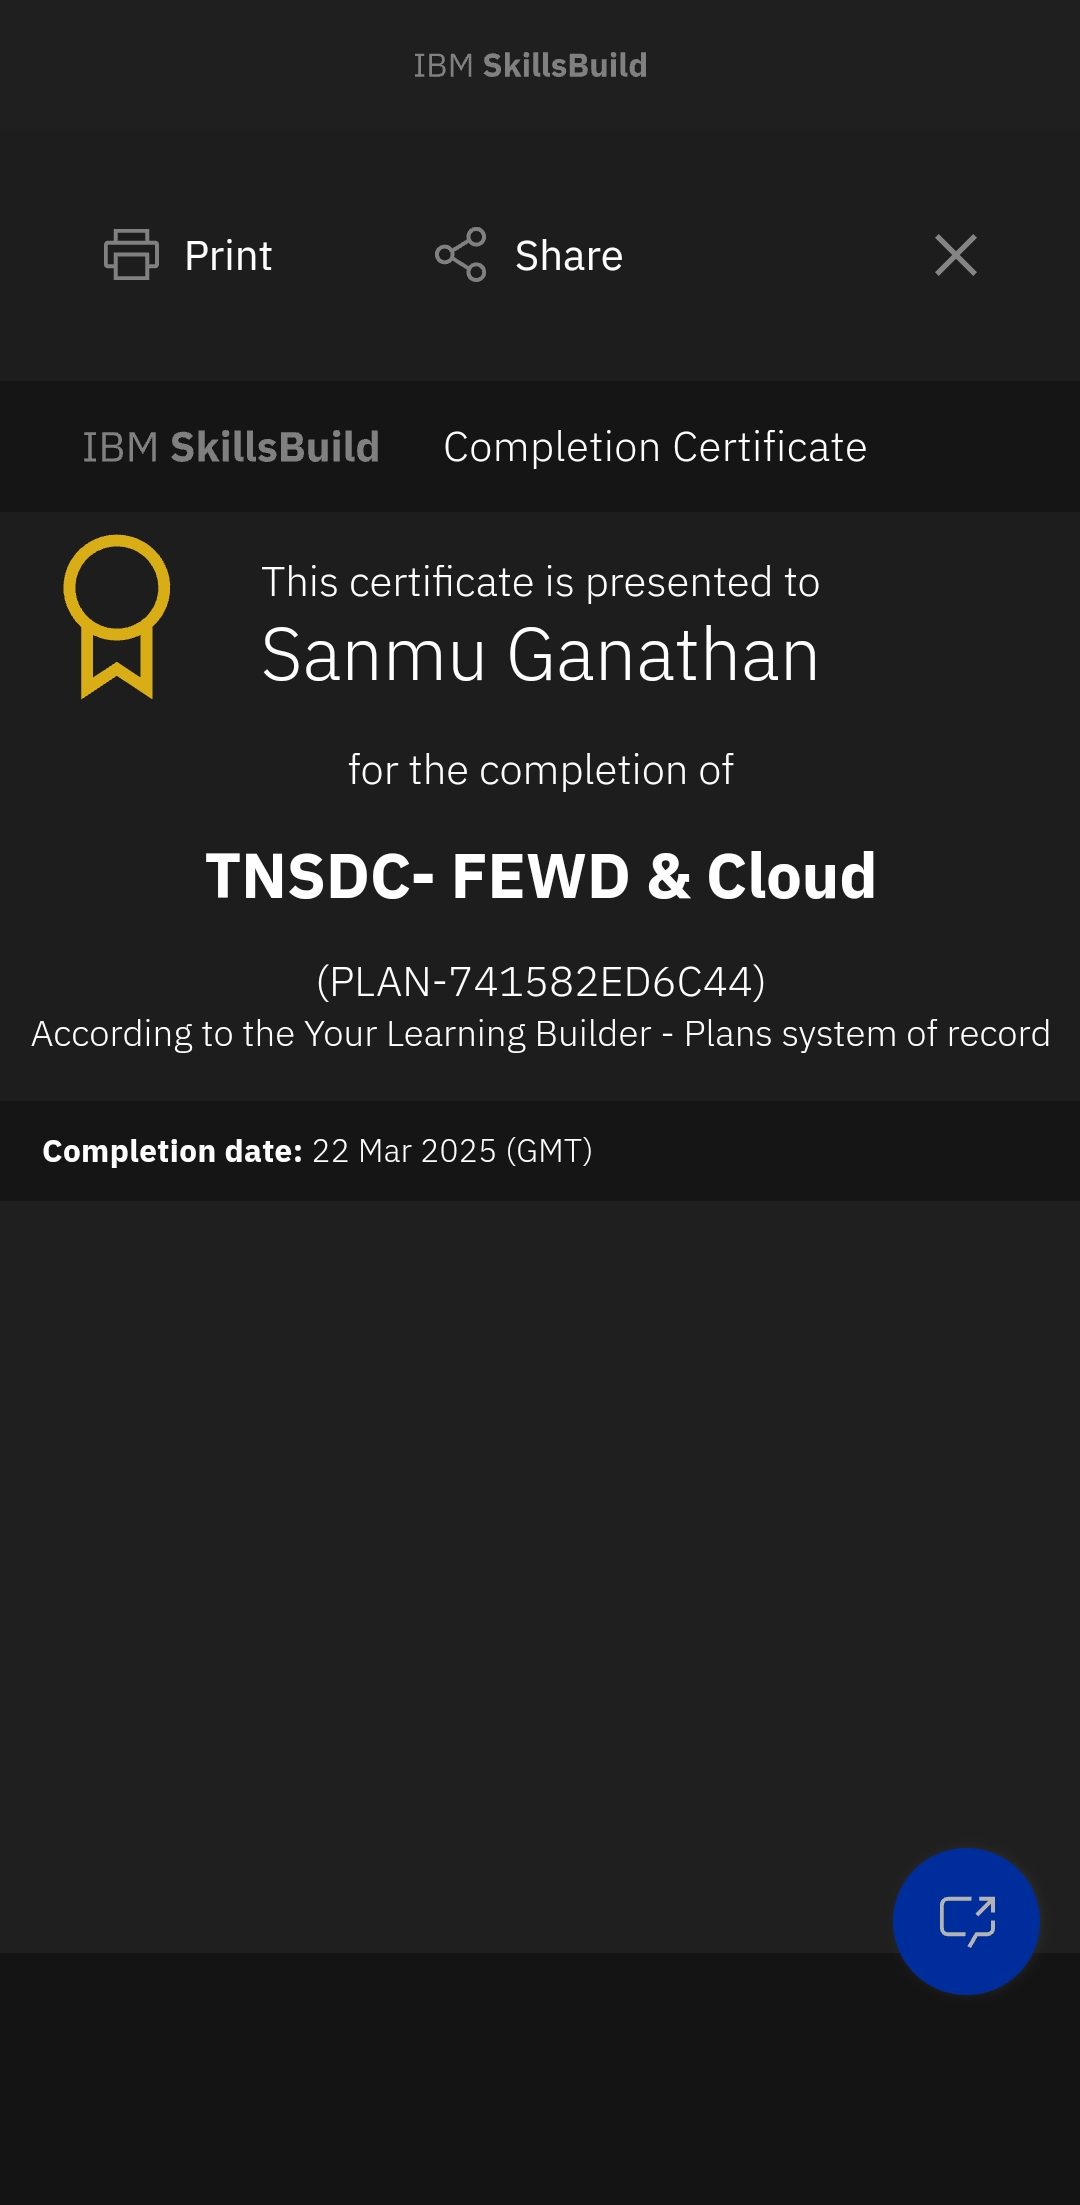 IBM SkillsBuild
Print
Share
IBM SkillsBuild Completion Certificate
This certificate is presented to
Sanmu Ganathan
for the completion of
TNSDC- FEWD & Cloud
(PLAN-741582ED6C44)
According to the Your Learning Builder - Plans system of record
Completion date: 22 Mar 2025 (GMT)